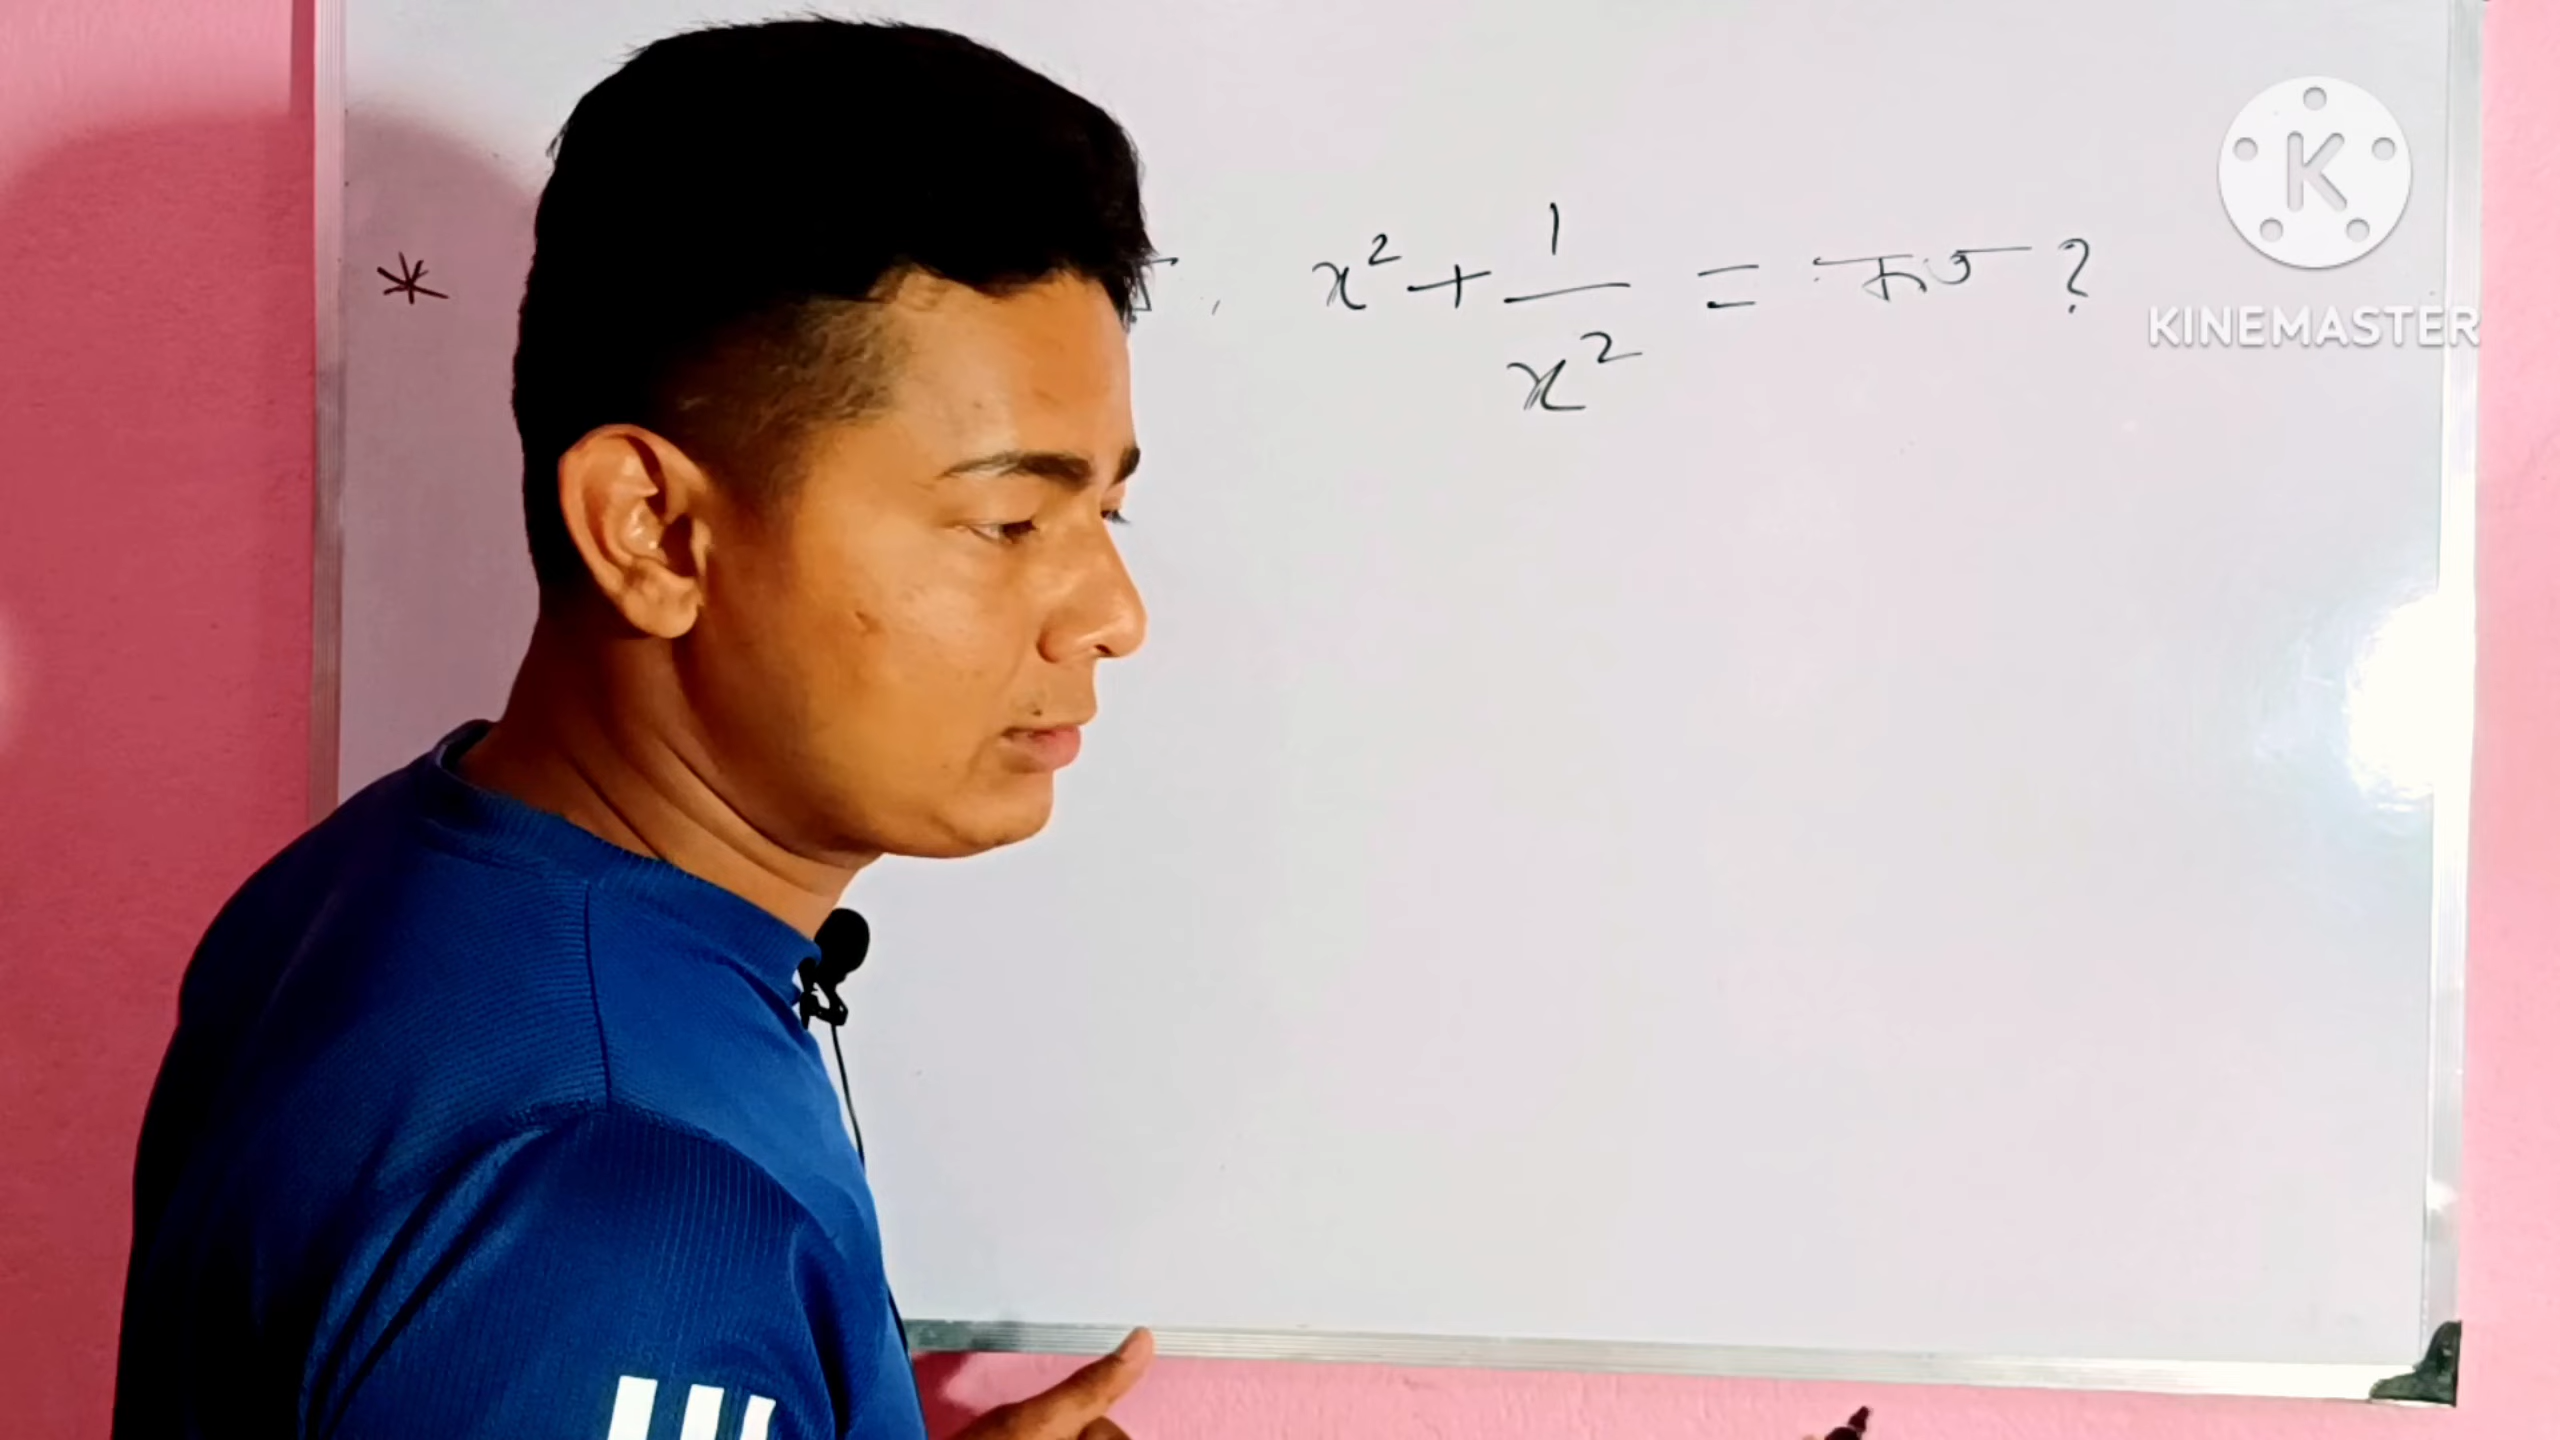 * , x² + 1/x² = কত ?
K
KINEMASTER